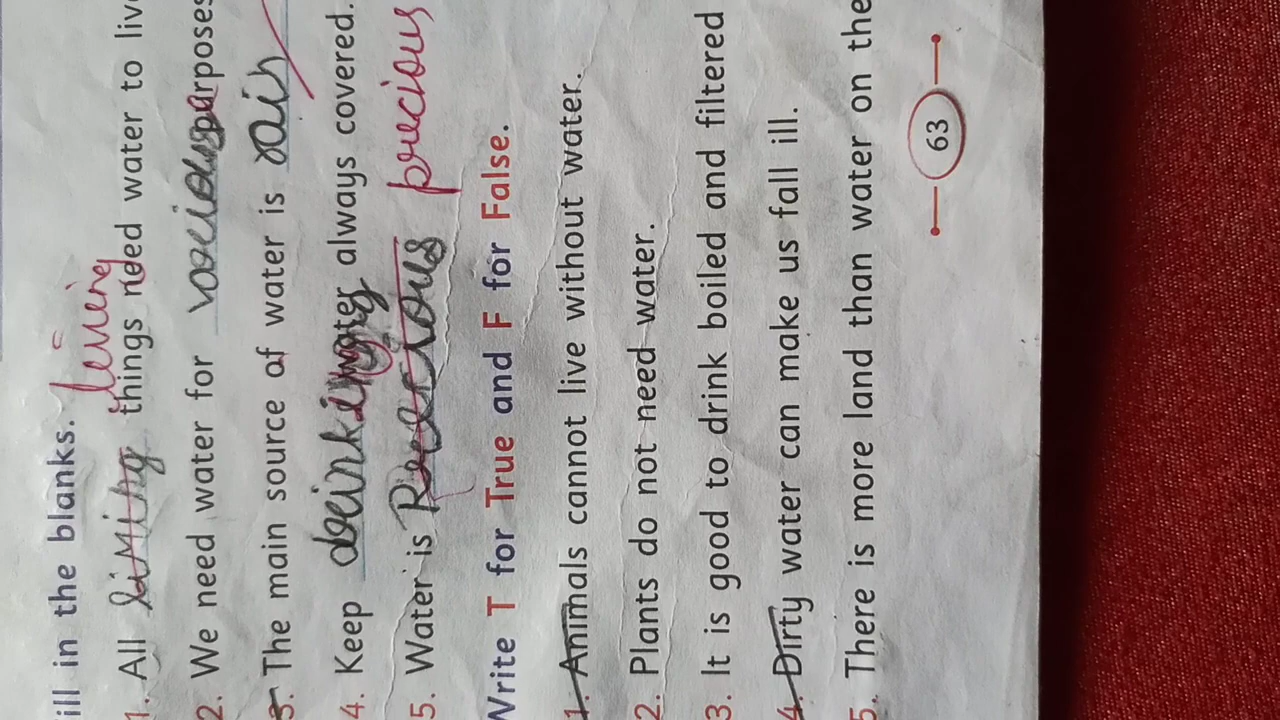 ill in the blanks.
living
1. All liMing things nded water to live
2. We need water for various purposes
3. The main source of water is rain
4. Keep drinking water always covered.
5. Water is Precious precious
Write T for True and F for False.
1. Animals cannot live without water.
2. Plants do not need water.
3. It is good to drink boiled and filtered
4. Dirty water can make us fall ill.
5. There is more land than water on the
63